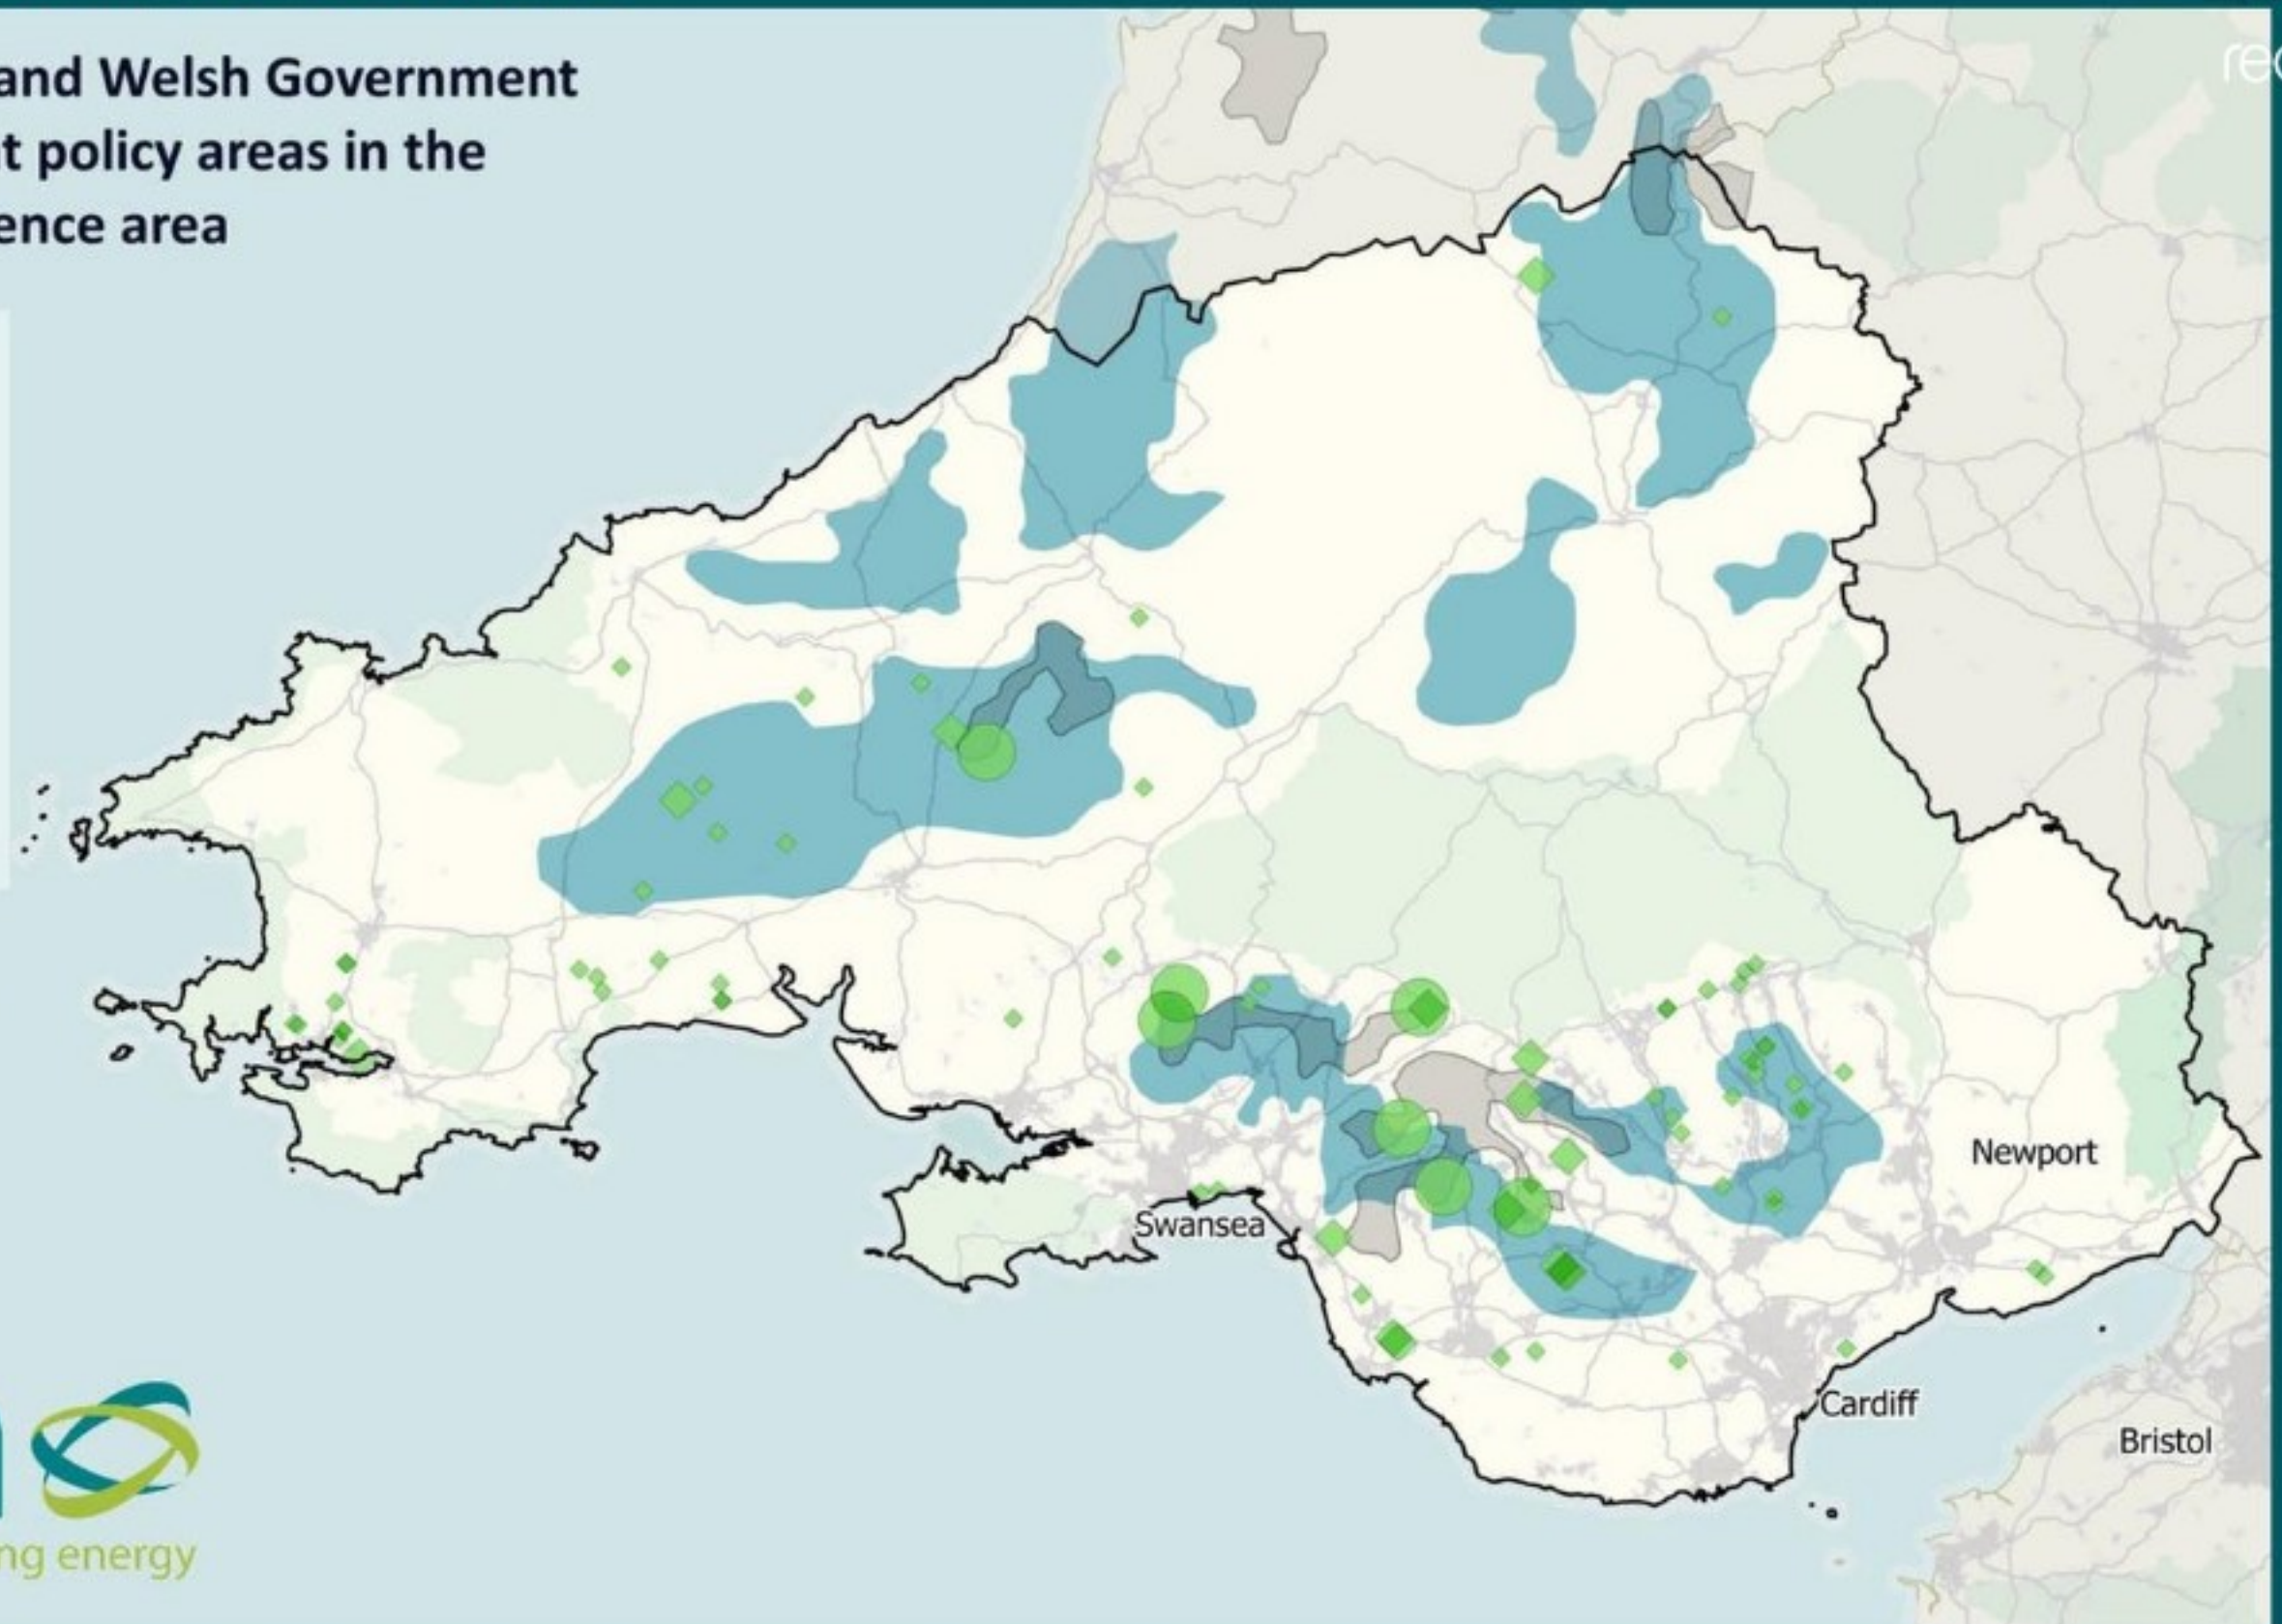 and Welsh Government
t policy areas in the
ence area
Newport
Swansea
Cardiff
Bristol
ng energy